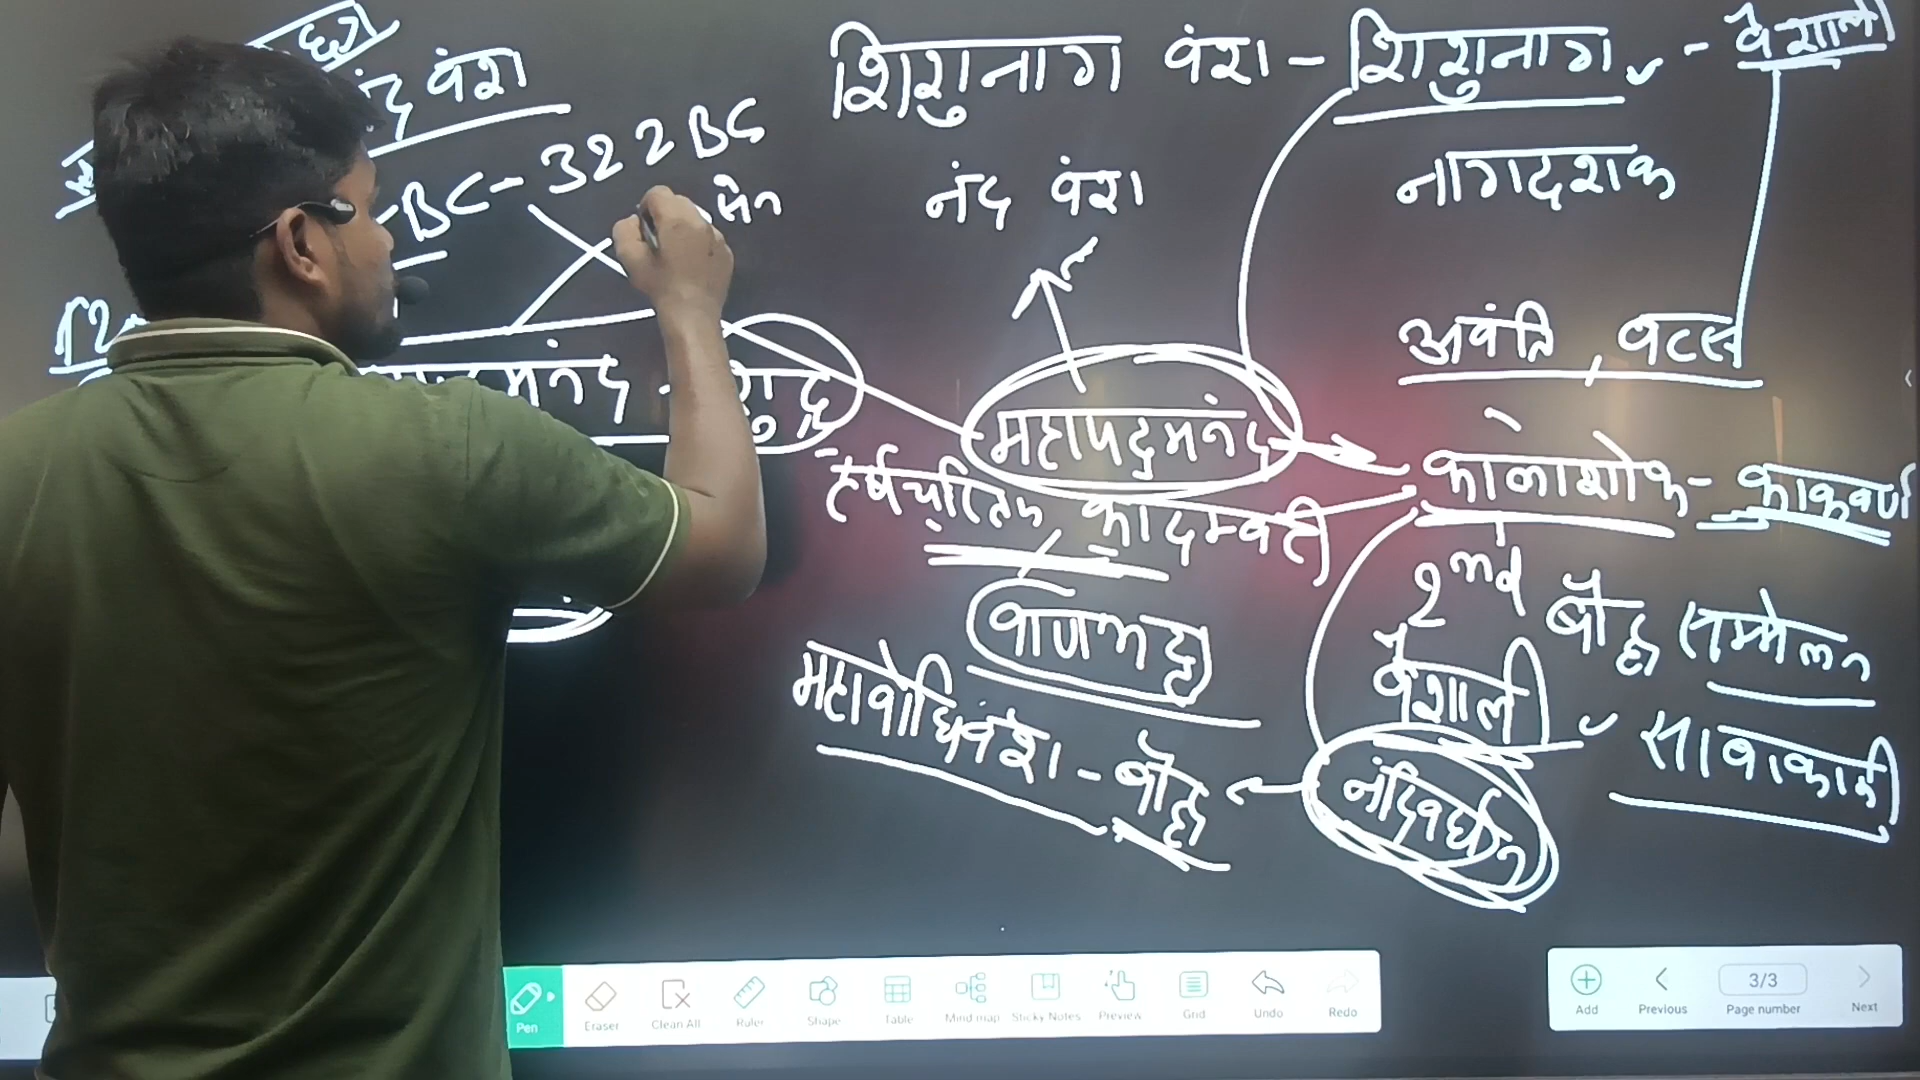 वंश
BC - 322 BC
शिशुनाग वंश - शिशुनाग - वैशाली
नागदशक
नंद वंश
अवंति, वत्स
महापद्मनंद
कालाशोक - काकवर्ण
हर्षचरितम, कादम्बरी
2nd बौद्ध सम्मेलन
वैशाली
बाणभट्ट
महाबोधिवंश - बौद्ध
नंदिवर्धन
Pen Eraser Clean All Ruler Shape Table Mind map Sticky Notes Preview Grid Undo Redo
Add Previous 3/3 Page number Next